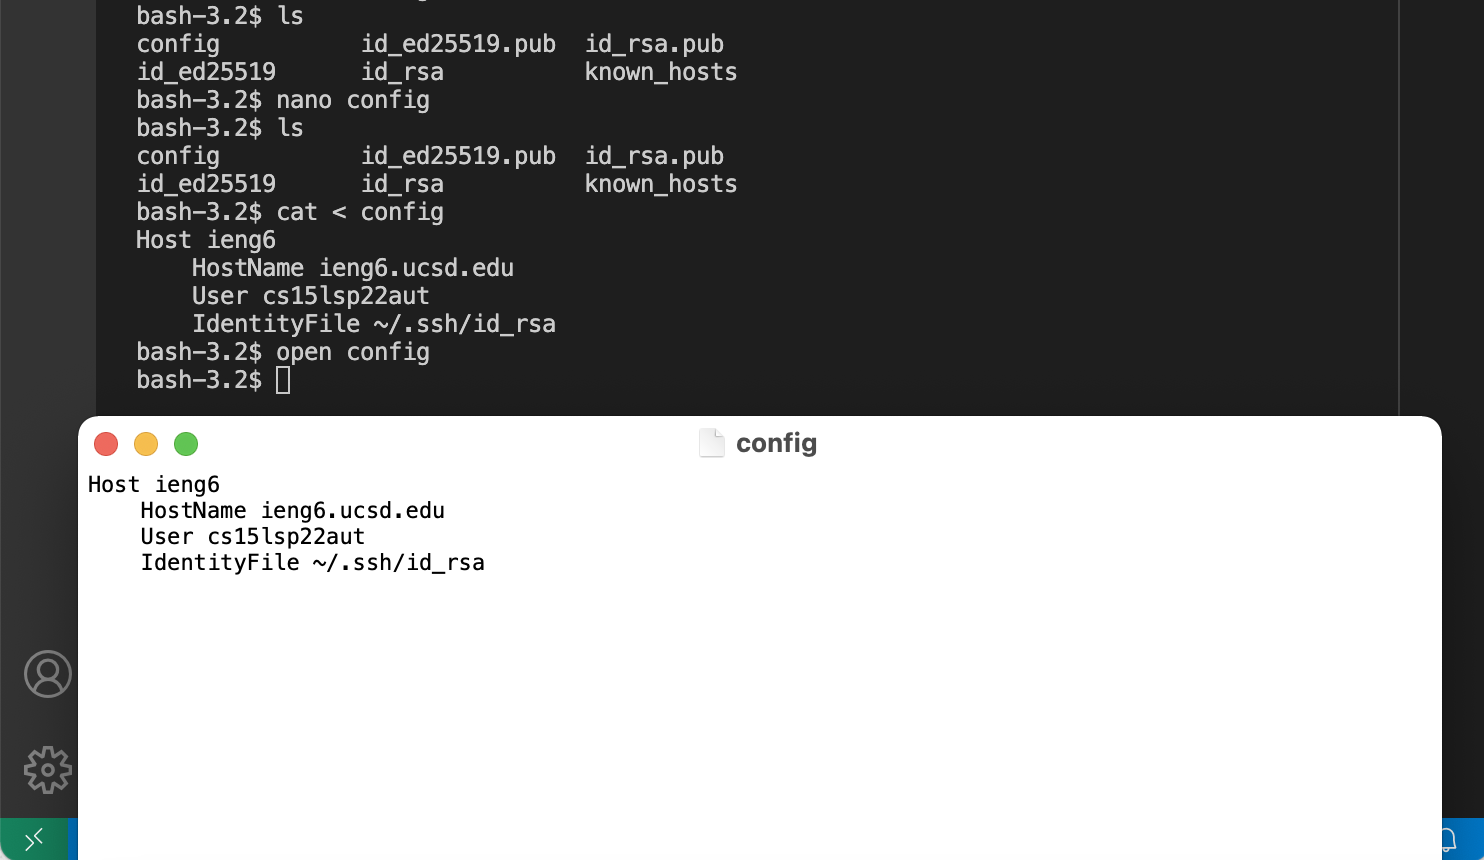 bash-3.2$ ls
config          id_ed25519.pub  id_rsa.pub
id_ed25519      id_rsa          known_hosts
bash-3.2$ nano config
bash-3.2$ ls
config          id_ed25519.pub  id_rsa.pub
id_ed25519      id_rsa          known_hosts
bash-3.2$ cat < config
Host ieng6
    HostName ieng6.ucsd.edu
    User cs15lsp22aut
    IdentityFile ~/.ssh/id_rsa
bash-3.2$ open config
bash-3.2$
config
Host ieng6
    HostName ieng6.ucsd.edu
    User cs15lsp22aut
    IdentityFile ~/.ssh/id_rsa